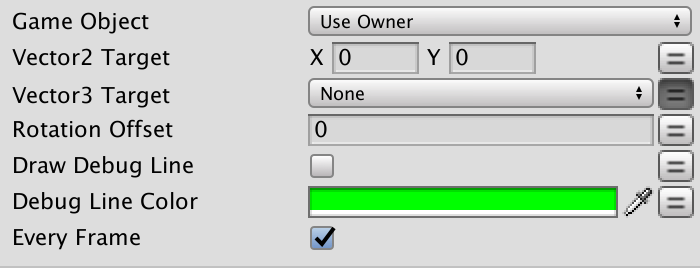 Game Object Use Owner
Vector2 Target X 0 Y 0
Vector3 Target None
Rotation Offset 0
Draw Debug Line
Debug Line Color
Every Frame